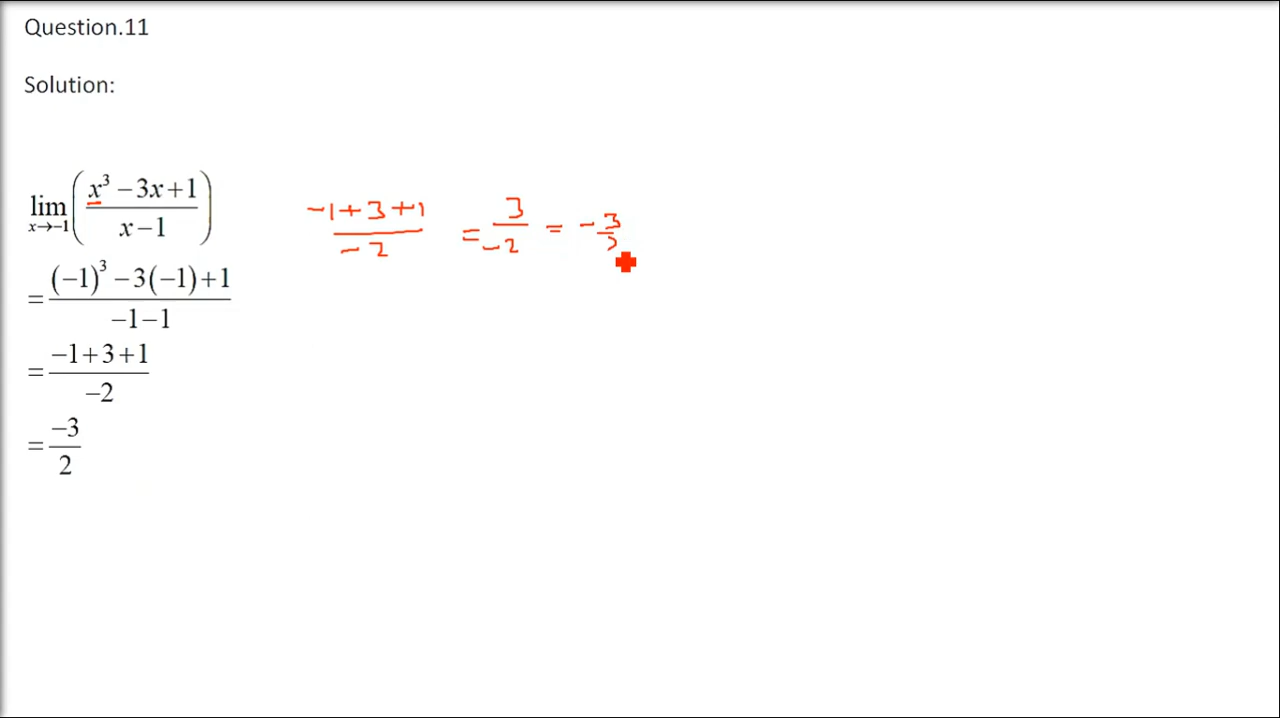 Question.11
Solution:
lim x→−1 (x³ −3x+1 / x−1)
−1+3+1 / −2 = 3 / −2 = −3/2
= (−1)³ −3(−1)+1 / −1−1
= −1+3+1 / −2
= −3 / 2